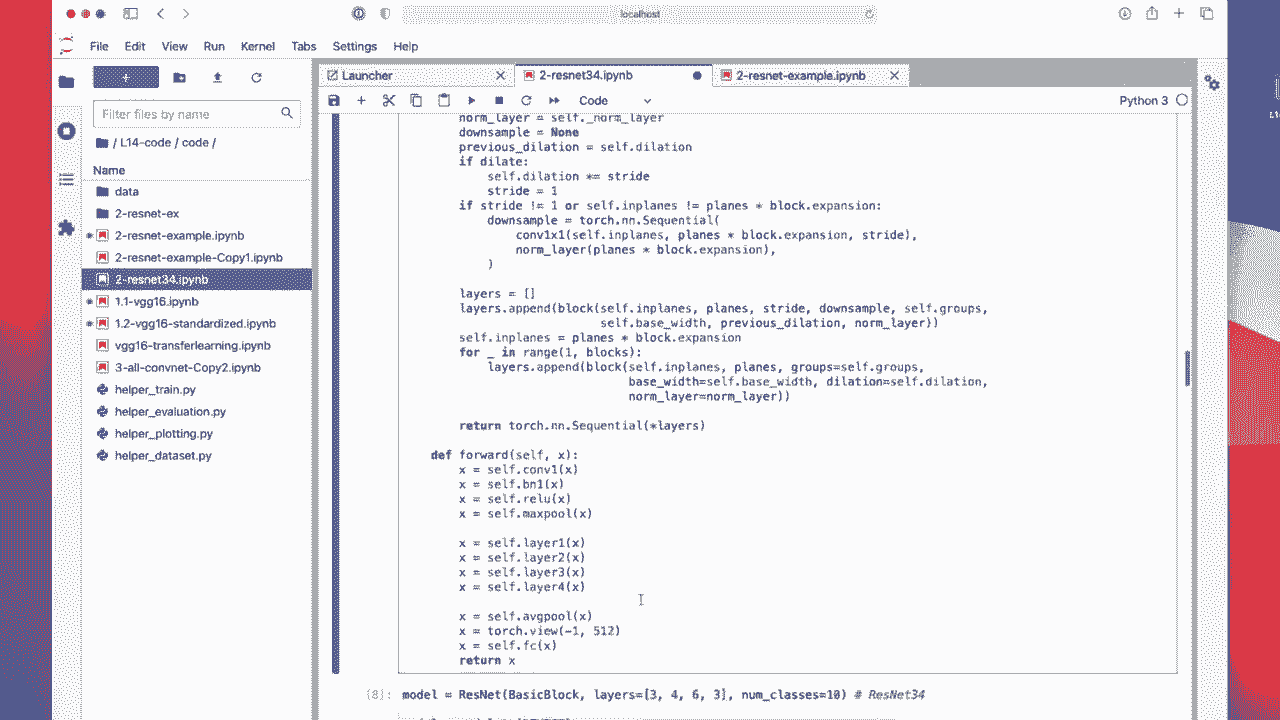 localhost
File Edit View Run Kernel Tabs Settings Help
Launcher
2-resnet34.ipynb
2-resnet-example.ipynb
Filter files by name
Code
Python 3
/ L14-code / code /
Name
data
2-resnet-ex
2-resnet-example.ipynb
2-resnet-example-Copy1.ipynb
2-resnet34.ipynb
1.1-vgg16.ipynb
1.2-vgg16-standardized.ipynb
vgg16-transferlearning.ipynb
3-all-convnet-Copy2.ipynb
helper_train.py
helper_evaluation.py
helper_plotting.py
helper_dataset.py
norm_layer = self._norm_layer
downsample = None
previous_dilation = self.dilation
if dilate:
self.dilation *= stride
stride = 1
if stride != 1 or self.inplanes != planes * block.expansion:
downsample = torch.nn.Sequential(
conv1x1(self.inplanes, planes * block.expansion, stride),
norm_layer(planes * block.expansion),
)
layers = []
layers.append(block(self.inplanes, planes, stride, downsample, self.groups,
self.base_width, previous_dilation, norm_layer))
self.inplanes = planes * block.expansion
for _ in range(1, blocks):
layers.append(block(self.inplanes, planes, groups=self.groups,
base_width=self.base_width, dilation=self.dilation,
norm_layer=norm_layer))
return torch.nn.Sequential(*layers)
def forward(self, x):
x = self.conv1(x)
x = self.bn1(x)
x = self.relu(x)
x = self.maxpool(x)
x = self.layer1(x)
x = self.layer2(x)
x = self.layer3(x)
x = self.layer4(x)
x = self.avgpool(x)
x = torch.view(-1, 512)
x = self.fc(x)
return x
[8]: model = ResNet(BasicBlock, layers=[3, 4, 6, 3], num_classes=10) # ResNet34